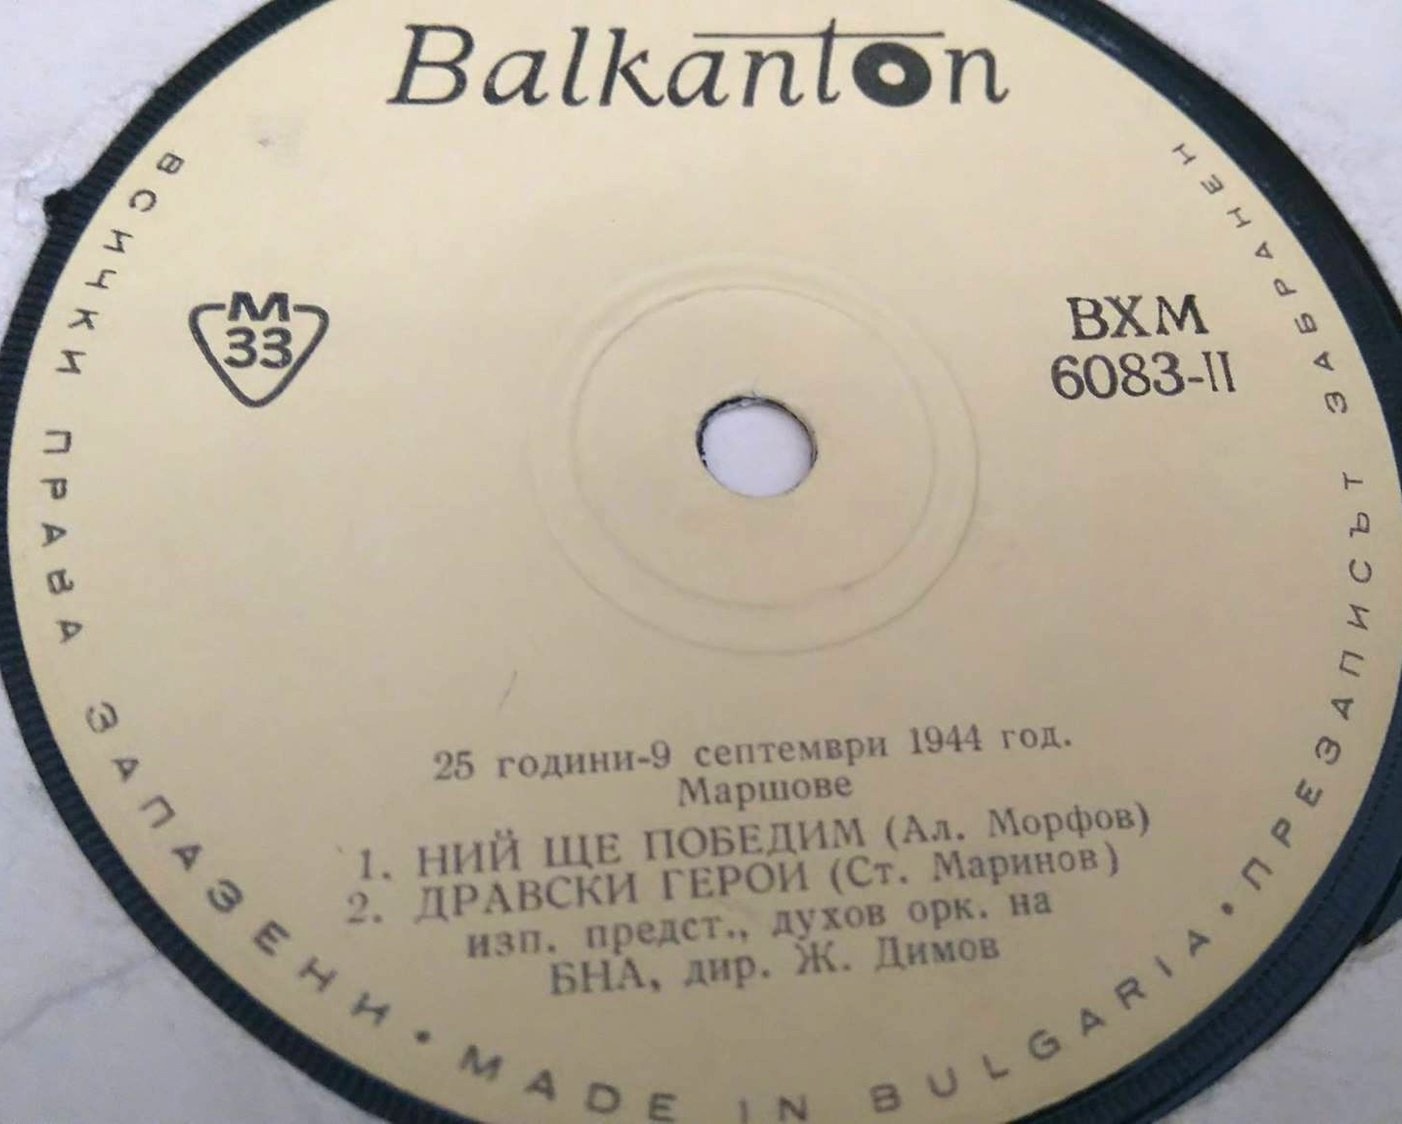 Balkanton
M
33
ВХМ
6083-II
25 години-9 септември 1944 год.
Маршове
1. НИЙ ЩЕ ПОБЕДИМ (Ал. Морфов)
2. ДРАВСКИ ГЕРОИ (Ст. Маринов)
изп. предст., духов орк. на
БНА, дир. Ж. Димов
ВСИЧКИ ПРАВА ЗАПАЗЕНИ • MADE IN BULGARIA • ПРЕЗАПИСЪТ ЗАБРАНЕН